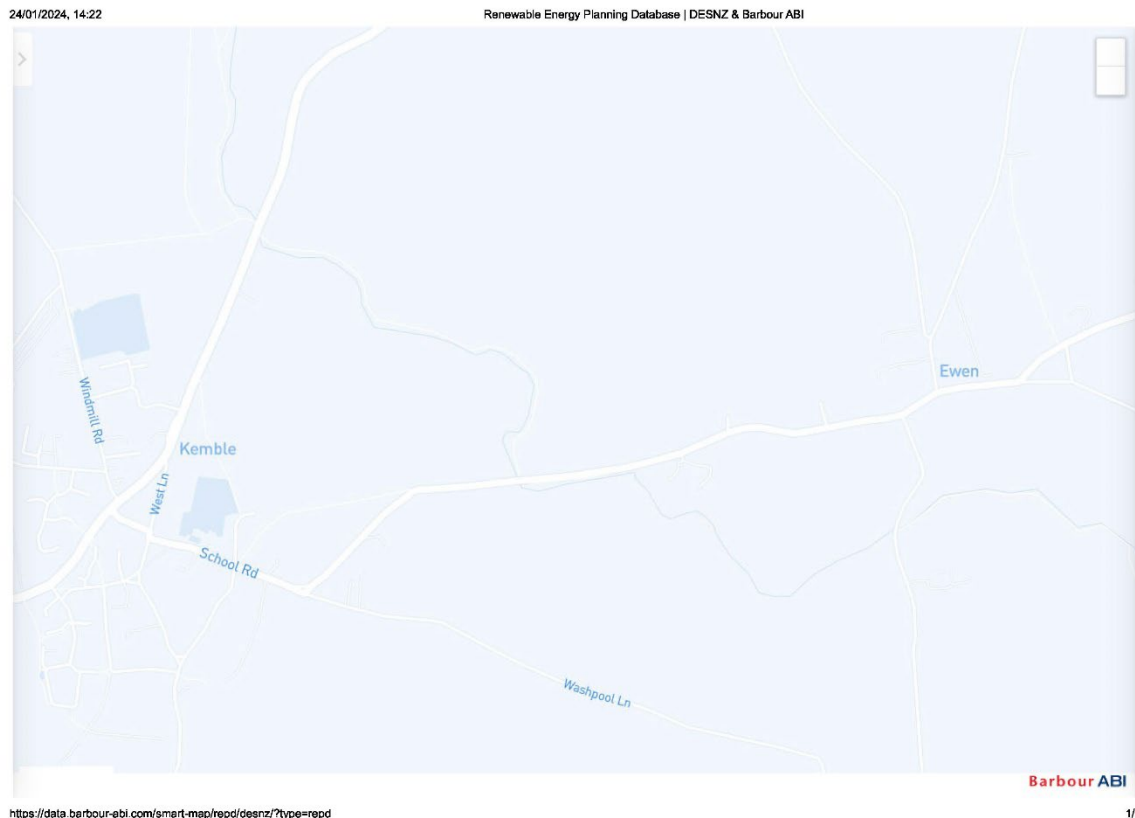 24/01/2024, 14:22
Renewable Energy Planning Database | DESNZ & Barbour ABI
Ewen
Windmill Rd
Kemble
West Ln
School Rd
Washpool Ln
Barbour ABI
https://data.barbour-abi.com/smart-map/repd/desnz/?type=repd
1/